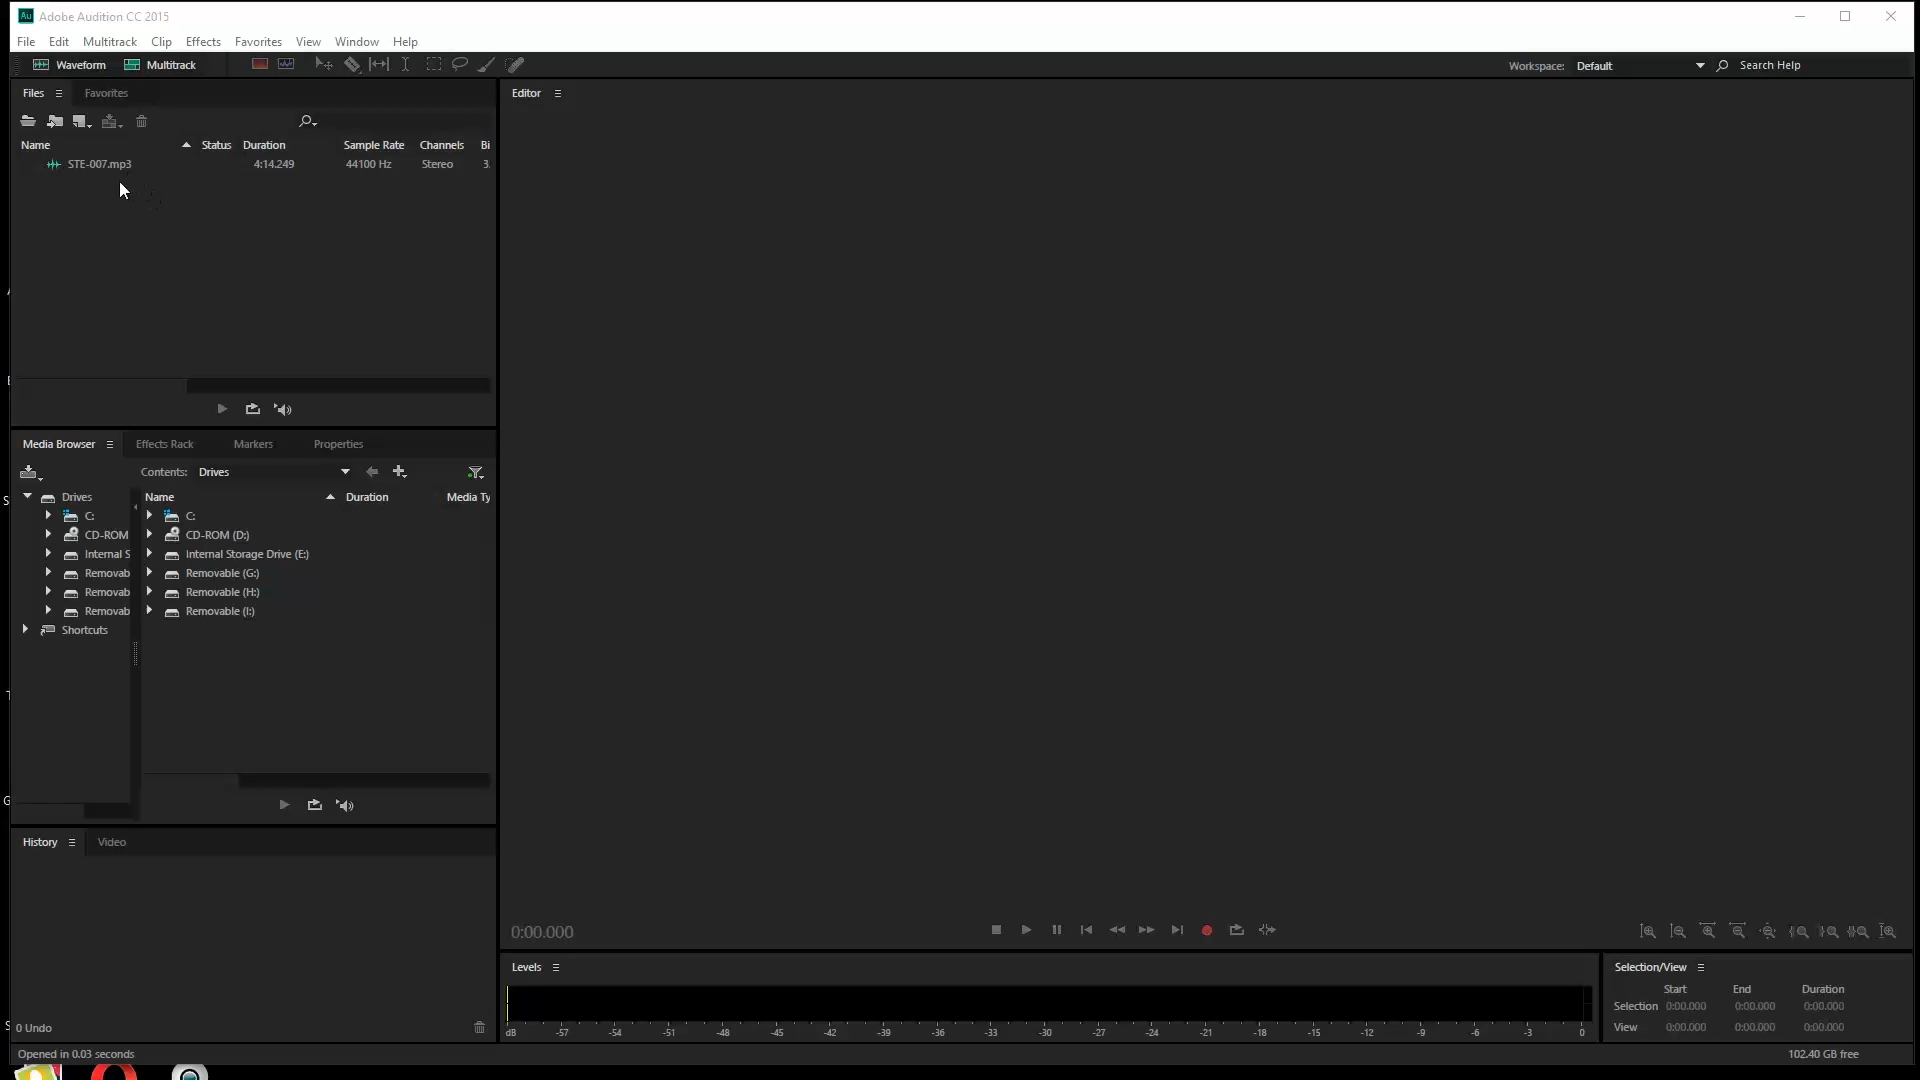 Au Adobe Audition CC 2015
File Edit Multitrack Clip Effects Favorites View Window Help
Waveform Multitrack Workspace: Default Search Help
Files Favorites
Name Status Duration Sample Rate Channels Bi
STE-007.mp3 4:14.249 44100 Hz Stereo 3
Media Browser Effects Rack Markers Properties
Contents: Drives
Drives
C:
CD-ROM
Internal S
Removab
Removab
Removab
Shortcuts
Name Duration Media Ty
C:
CD-ROM (D:)
Internal Storage Drive (E:)
Removable (G:)
Removable (H:)
Removable (I:)
History Video
0 Undo
Opened in 0.03 seconds
Editor
0:00.000
Levels
dB -57 -54 -51 -48 -45 -42 -39 -36 -33 -30 -27 -24 -21 -18 -15 -12 -9 -6 -3 0
Selection/View
Start End Duration
Selection 0:00.000 0:00.000 0:00.000
View 0:00.000 0:00.000 0:00.000
102.40 GB free